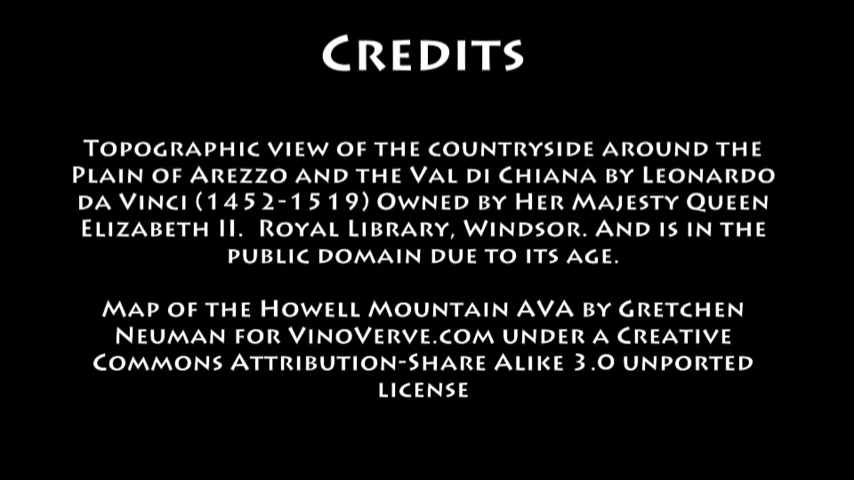 Credits
Topographic view of the countryside around the
Plain of Arezzo and the Val di Chiana by Leonardo
da Vinci (1452-1519) Owned by Her Majesty Queen
Elizabeth II.  Royal Library, Windsor. And is in the
public domain due to its age.
Map of the Howell Mountain AVA by Gretchen
Neuman for VinoVerve.com under a Creative
Commons Attribution-Share Alike 3.0 unported
license